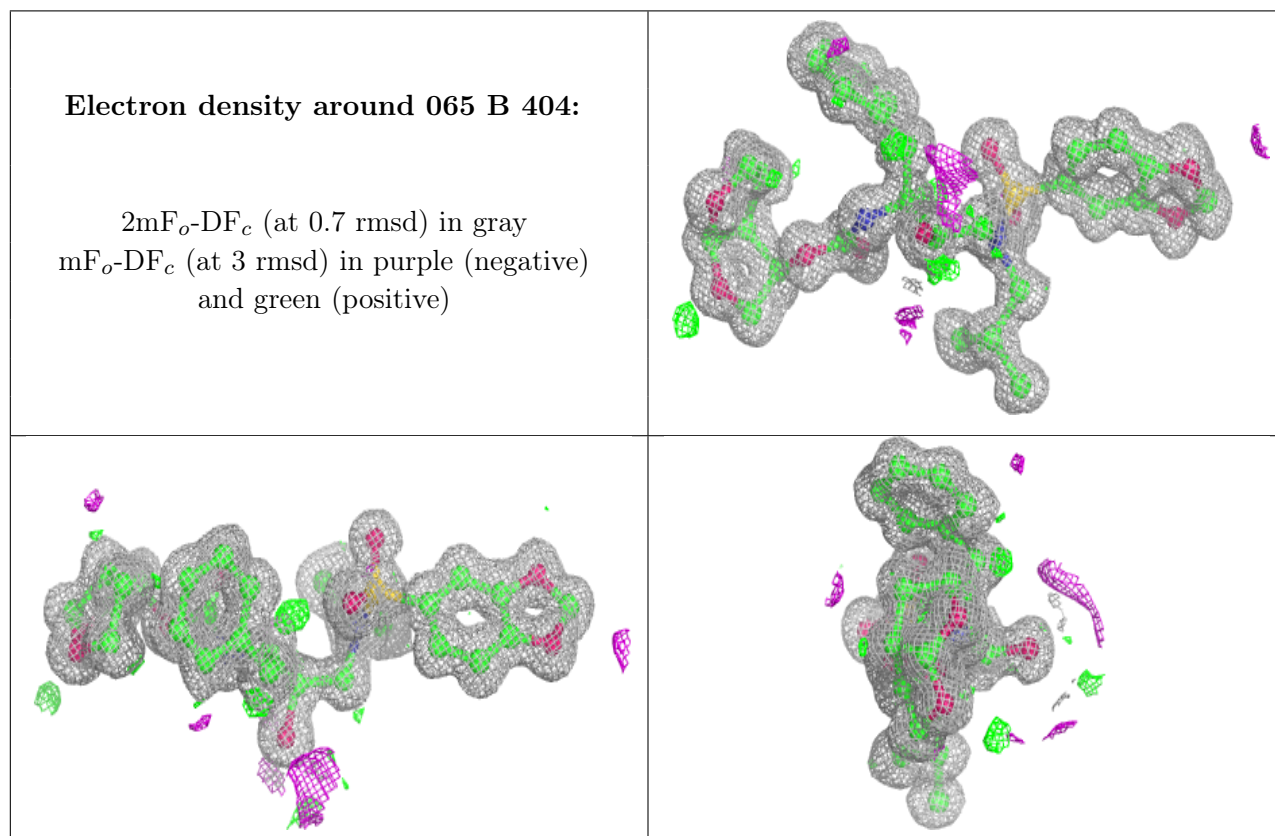 Electron density around 065 B 404:
2mFo-DFc (at 0.7 rmsd) in gray
mFo-DFc (at 3 rmsd) in purple (negative)
and green (positive)